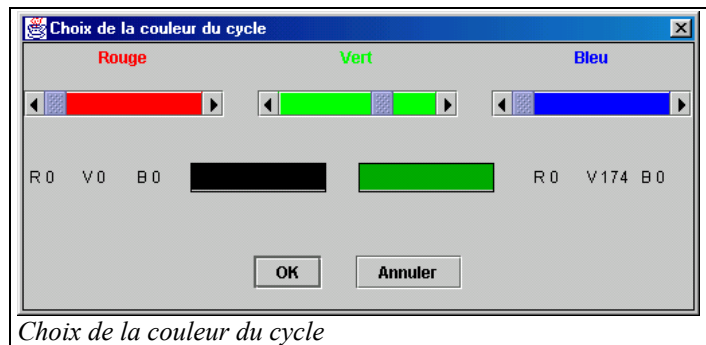 Choix de la couleur du cycle
Rouge Vert Bleu
R 0 V 0 B 0 R 0 V 174 B 0
OK Annuler
Choix de la couleur du cycle